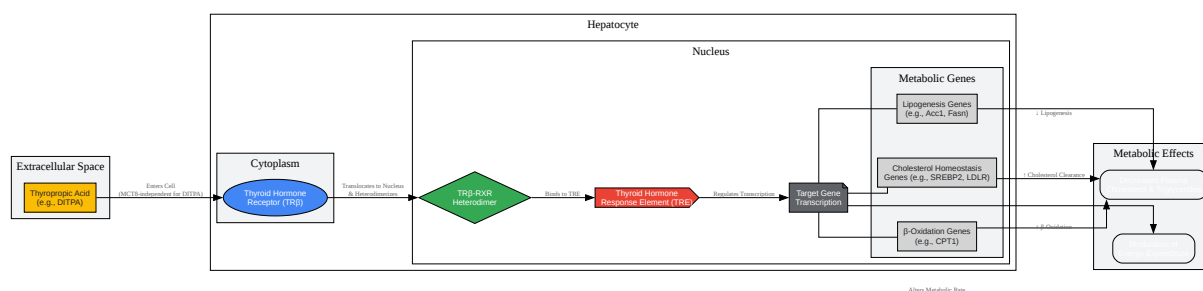 Hepatocyte
Nucleus
Metabolic Genes
Lipogenesis Genes
(e.g., Acc1, Fasn)
↓ Lipogenesis
Extracellular Space
Cytoplasm
Metabolic Effects
Thyropropic Acid
(e.g., DITPA)
Enters Cell
(MCT8-independent for DITPA)
Thyroid Hormone
Receptor (TRβ)
Translocates to Nucleus
& Heterodimerizes
TRβ-RXR
Heterodimer
Binds to TRE
Thyroid Hormone
Response Element (TRE)
Regulates Transcription
Target Gene
Transcription
Cholesterol Homeostasis
Genes (e.g., SREBP2, LDLR)
↑ Cholesterol Clearance
β-Oxidation Genes
(e.g., CPT1)
↑ β-Oxidation
Alters Metabolic Rate